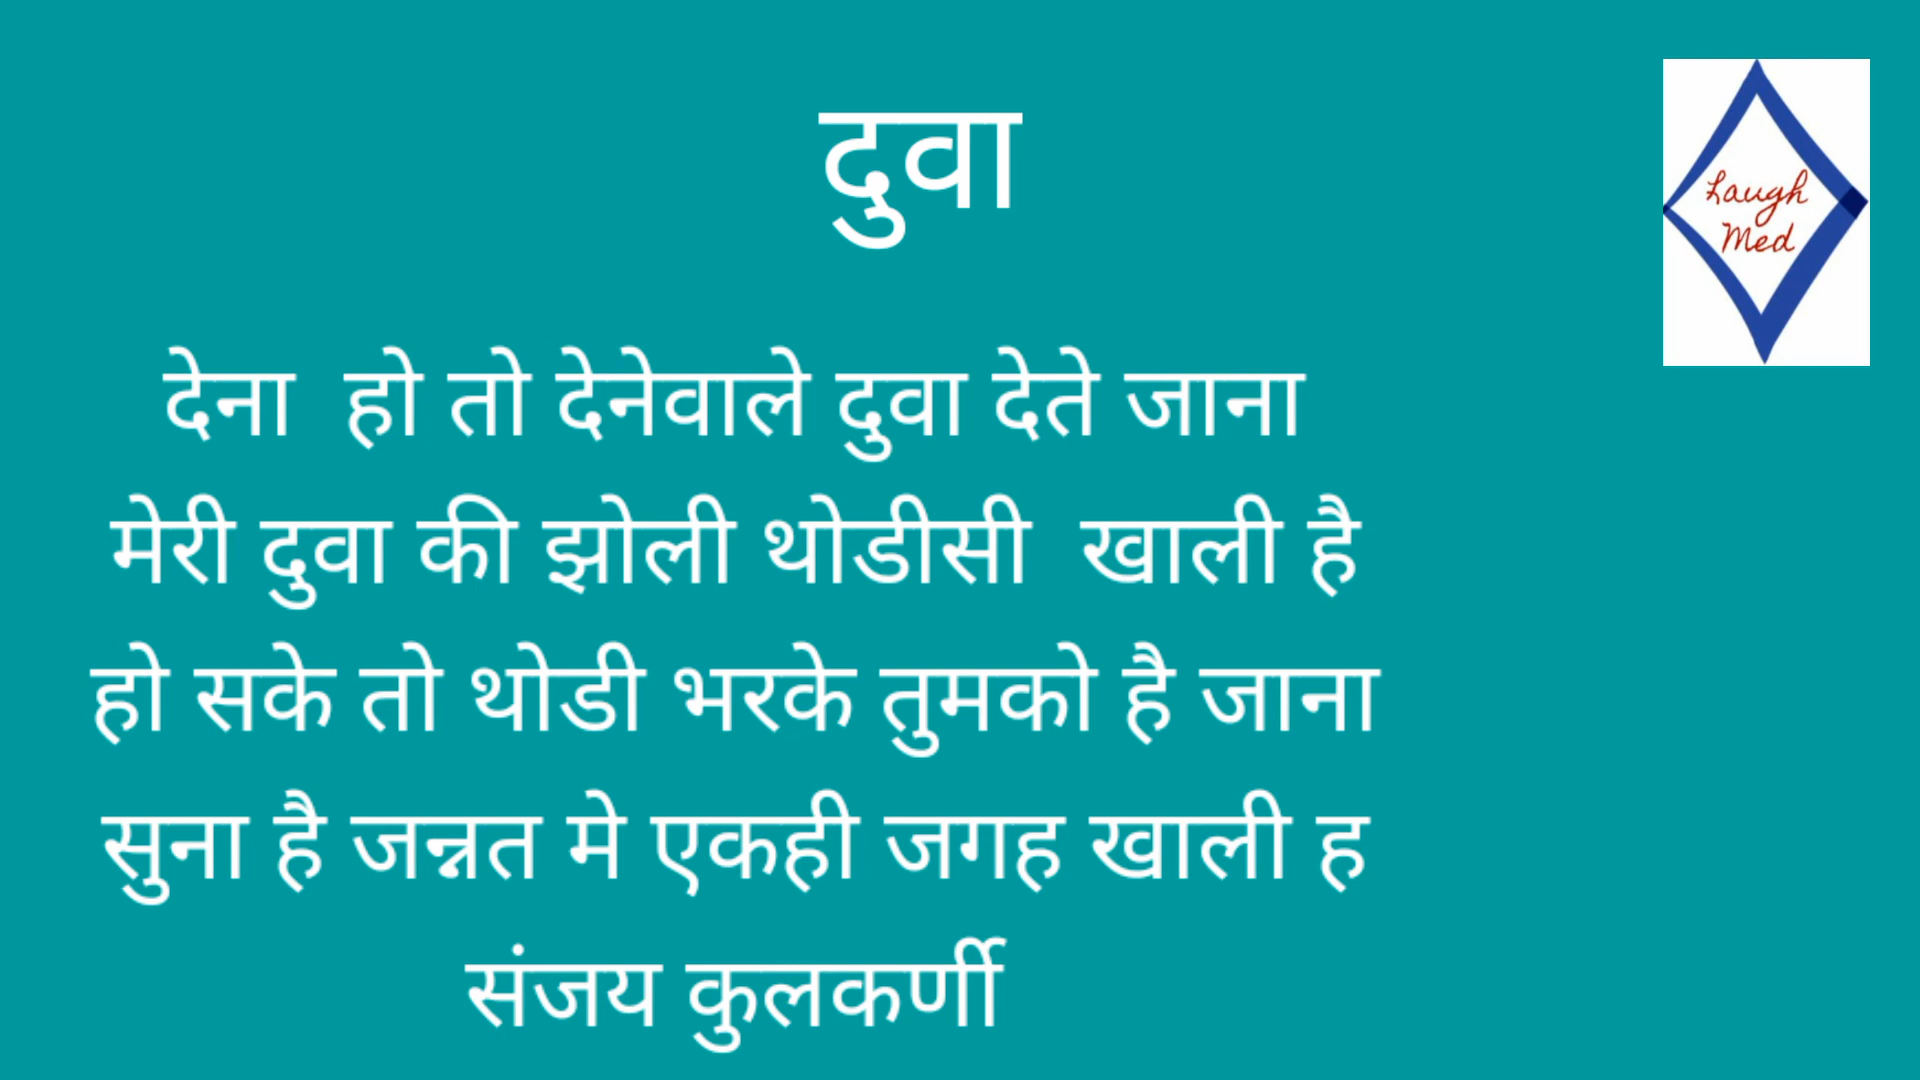 दुवा
Laugh
Med
देना हो तो देनेवाले दुवा देते जाना
मेरी दुवा की झोली थोडीसी खाली है
हो सके तो थोडी भरके तुमको है जाना
सुना है जन्नत मे एकही जगह खाली ह
संजय कुलकर्णी